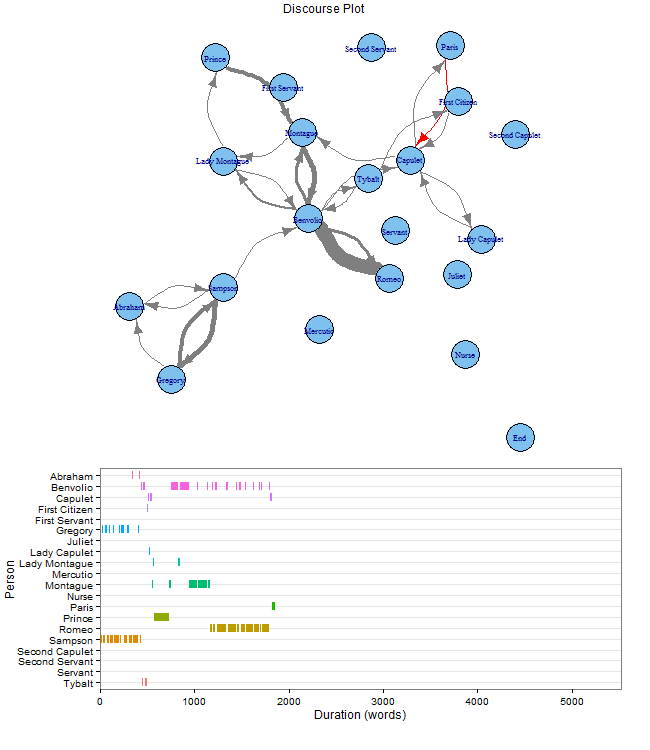 Discourse Plot
Second Servant
Paris
Prince
First Servant
First Citizen
Montague
Second Capulet
Lady Montague
Capulet
Tybalt
Benvolio
Servant
Lady Capulet
Romeo
Juliet
Sampson
Abraham
Mercutio
Nurse
Gregory
End
Person
Abraham
Benvolio
Capulet
First Citizen
First Servant
Gregory
Juliet
Lady Capulet
Lady Montague
Mercutio
Montague
Nurse
Paris
Prince
Romeo
Sampson
Second Capulet
Second Servant
Servant
Tybalt
0 1000 2000 3000 4000 5000
Duration (words)